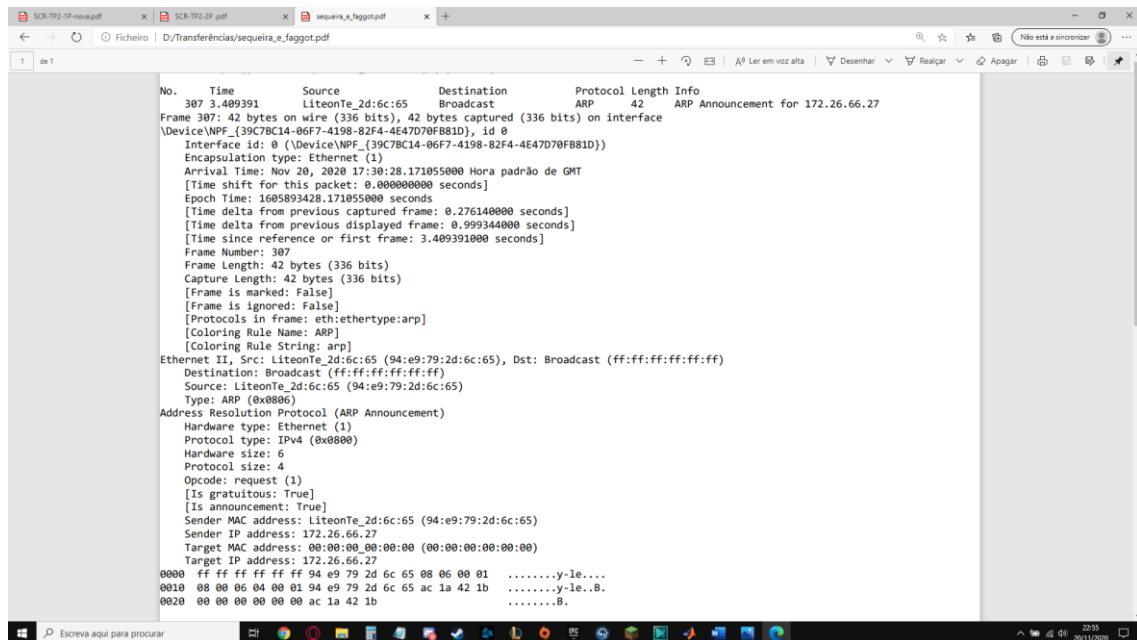 SCR-TP2-1P-nova.pdf
SCR-TP2-2P .pdf
sequeira_e_faggot.pdf
Ficheiro D:/Transferências/sequeira_e_faggot.pdf
Não está a sincronizar
1 de 1
Ler em voz alta
Desenhar
Realçar
Apagar
No. Time Source Destination Protocol Length Info
307 3.409391 LiteonTe_2d:6c:65 Broadcast ARP 42 ARP Announcement for 172.26.66.27
Frame 307: 42 bytes on wire (336 bits), 42 bytes captured (336 bits) on interface
\Device\NPF_{39C7BC14-06F7-4198-82F4-4E47D70FB81D}, id 0
Interface id: 0 (\Device\NPF_{39C7BC14-06F7-4198-82F4-4E47D70FB81D})
Encapsulation type: Ethernet (1)
Arrival Time: Nov 20, 2020 17:30:28.171055000 Hora padrão de GMT
[Time shift for this packet: 0.000000000 seconds]
Epoch Time: 1605893428.171055000 seconds
[Time delta from previous captured frame: 0.276140000 seconds]
[Time delta from previous displayed frame: 0.999344000 seconds]
[Time since reference or first frame: 3.409391000 seconds]
Frame Number: 307
Frame Length: 42 bytes (336 bits)
Capture Length: 42 bytes (336 bits)
[Frame is marked: False]
[Frame is ignored: False]
[Protocols in frame: eth:ethertype:arp]
[Coloring Rule Name: ARP]
[Coloring Rule String: arp]
Ethernet II, Src: LiteonTe_2d:6c:65 (94:e9:79:2d:6c:65), Dst: Broadcast (ff:ff:ff:ff:ff:ff)
Destination: Broadcast (ff:ff:ff:ff:ff:ff)
Source: LiteonTe_2d:6c:65 (94:e9:79:2d:6c:65)
Type: ARP (0x0806)
Address Resolution Protocol (ARP Announcement)
Hardware type: Ethernet (1)
Protocol type: IPv4 (0x0800)
Hardware size: 6
Protocol size: 4
Opcode: request (1)
[Is gratuitous: True]
[Is announcement: True]
Sender MAC address: LiteonTe_2d:6c:65 (94:e9:79:2d:6c:65)
Sender IP address: 172.26.66.27
Target MAC address: 00:00:00_00:00:00 (00:00:00:00:00:00)
Target IP address: 172.26.66.27
0000 ff ff ff ff ff ff 94 e9 79 2d 6c 65 08 06 00 01 ........y-le....
0010 08 00 06 04 00 01 94 e9 79 2d 6c 65 ac 1a 42 1b ........y-le..B.
0020 00 00 00 00 00 00 ac 1a 42 1b ........B.
Escreva aqui para procurar
22:55
20/11/2020